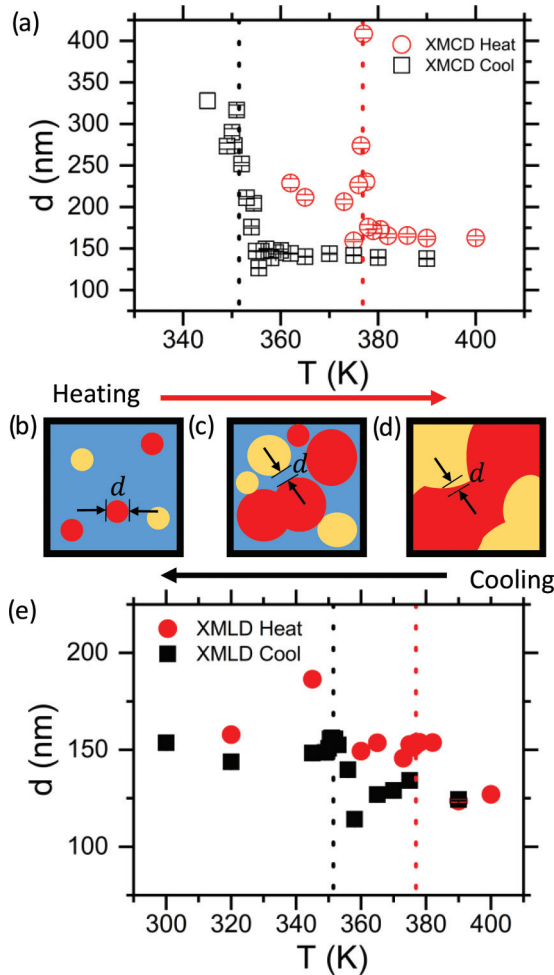 (a)
400
350
300
250
200
150
100
d (nm)
XMCD Heat
XMCD Cool
340 360 380 400
T (K)
Heating
(b) (c) (d)
d d d
Cooling
(e)
XMLD Heat
XMLD Cool
200
150
100
d (nm)
300 320 340 360 380 400
T (K)